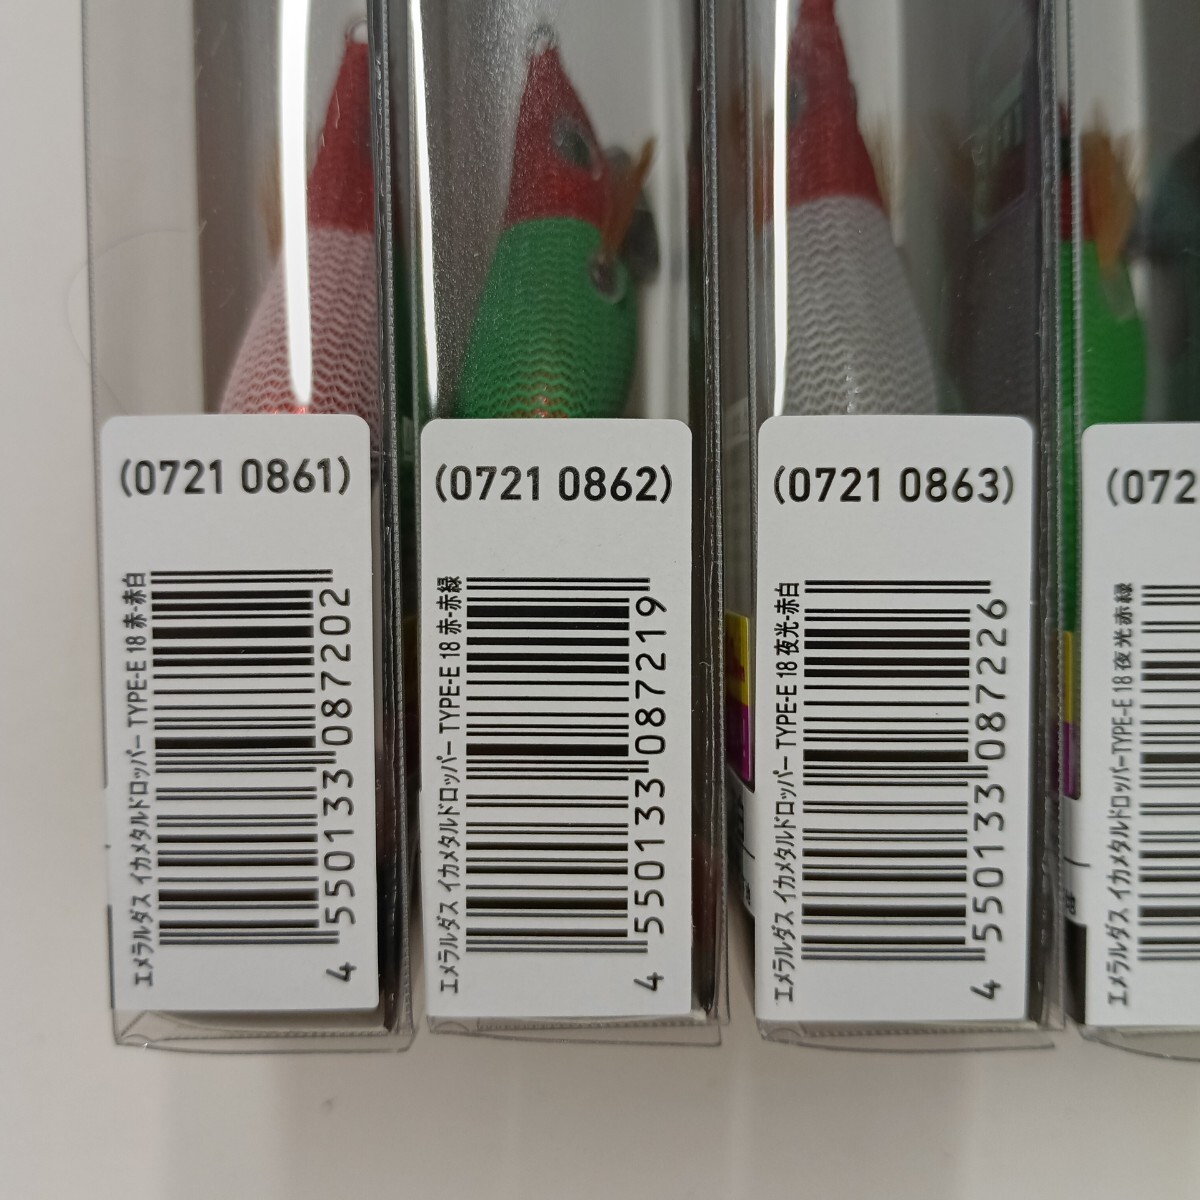 (0721 0861)
エメラルダス イカメタルドロッパー TYPE-E 18 赤-赤白
4 550133 087202
(0721 0862)
エメラルダス イカメタルドロッパー TYPE-E 18 赤-赤緑
4 550133 087219
(0721 0863)
エメラルダス イカメタルドロッパー TYPE-E 18 夜光-赤白
4 550133 087226
(072
エメラルダス イカメタルドロッパーTYPE-E 18 夜光赤緑